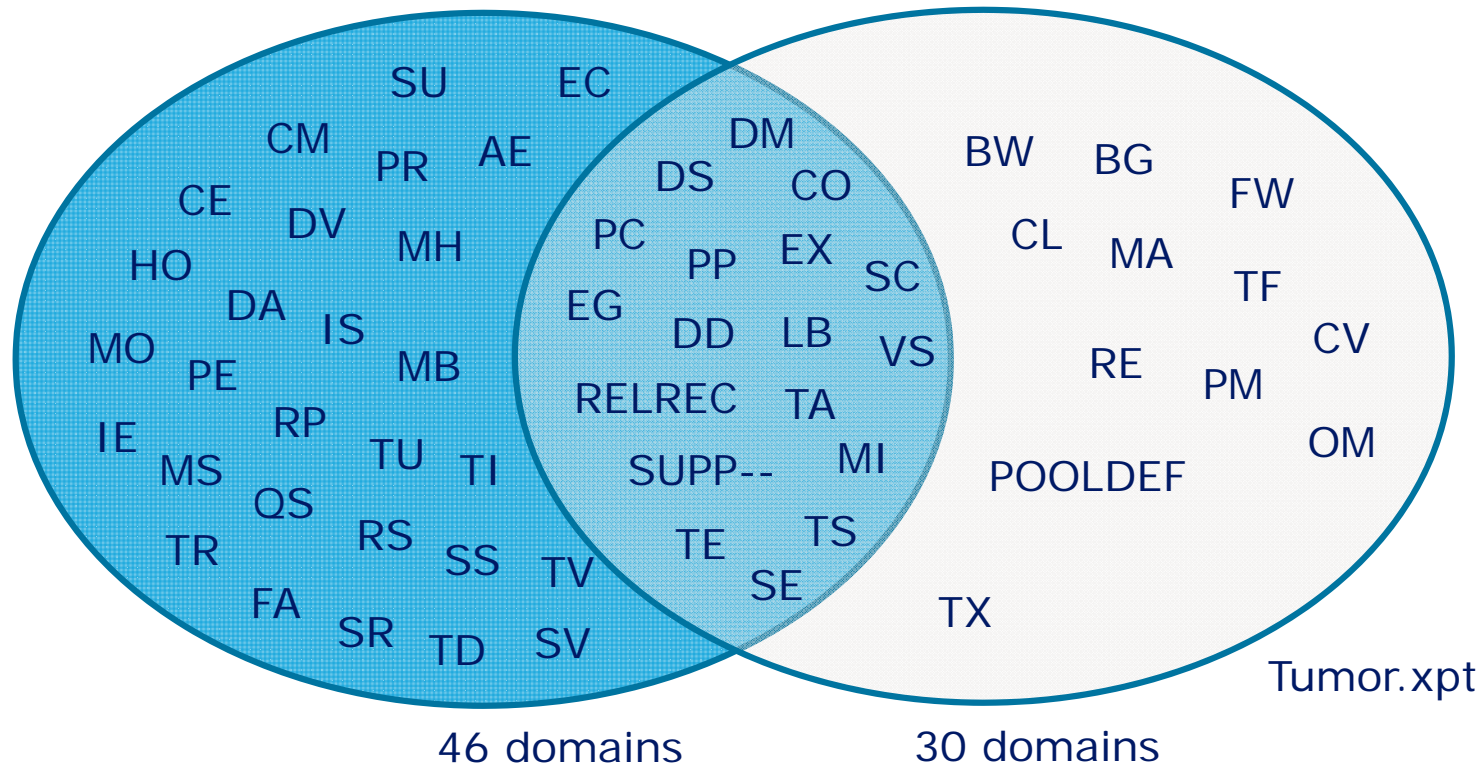 SU
EC
CM
PR
AE
CE
DV
MH
HO
DA
IS
MO
PE
MB
IE
RP
MS
TU
TI
QS
TR
RS
SS
TV
FA
SR
TD
SV
DM
DS
CO
PC
PP
EX
SC
EG
DD
LB
VS
RELREC
TA
SUPP--
MI
TE
TS
SE
BW
BG
FW
CL
MA
TF
CV
RE
PM
OM
POOLDEF
TX
Tumor.xpt
46 domains
30 domains